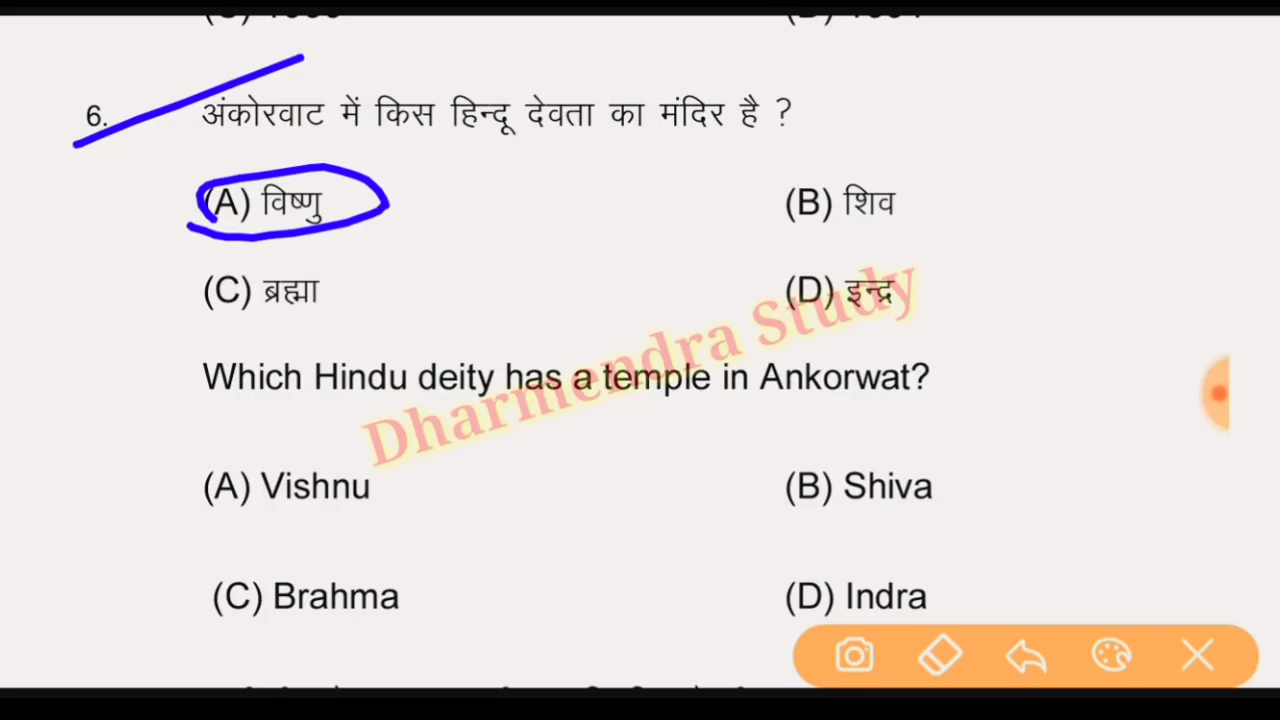 6. अंकोरवाट में किस हिन्दू देवता का मंदिर है ?
(A) विष्णु (B) शिव
(C) ब्रह्मा (D) इन्द्र
Dharmendra Study
Which Hindu deity has a temple in Ankorwat?
(A) Vishnu (B) Shiva
(C) Brahma (D) Indra